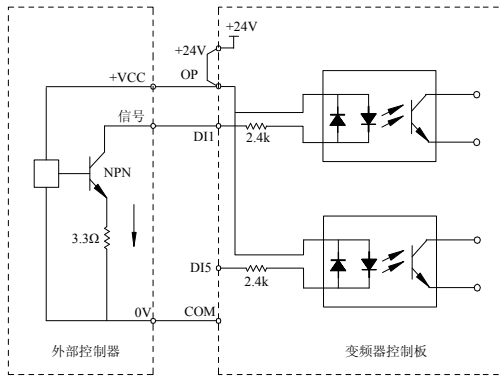 +24V
+24V
+VCC
OP
信号
DI1
2.4k
NPN
3.3Ω
DI5
2.4k
0V
COM
外部控制器
变频器控制板